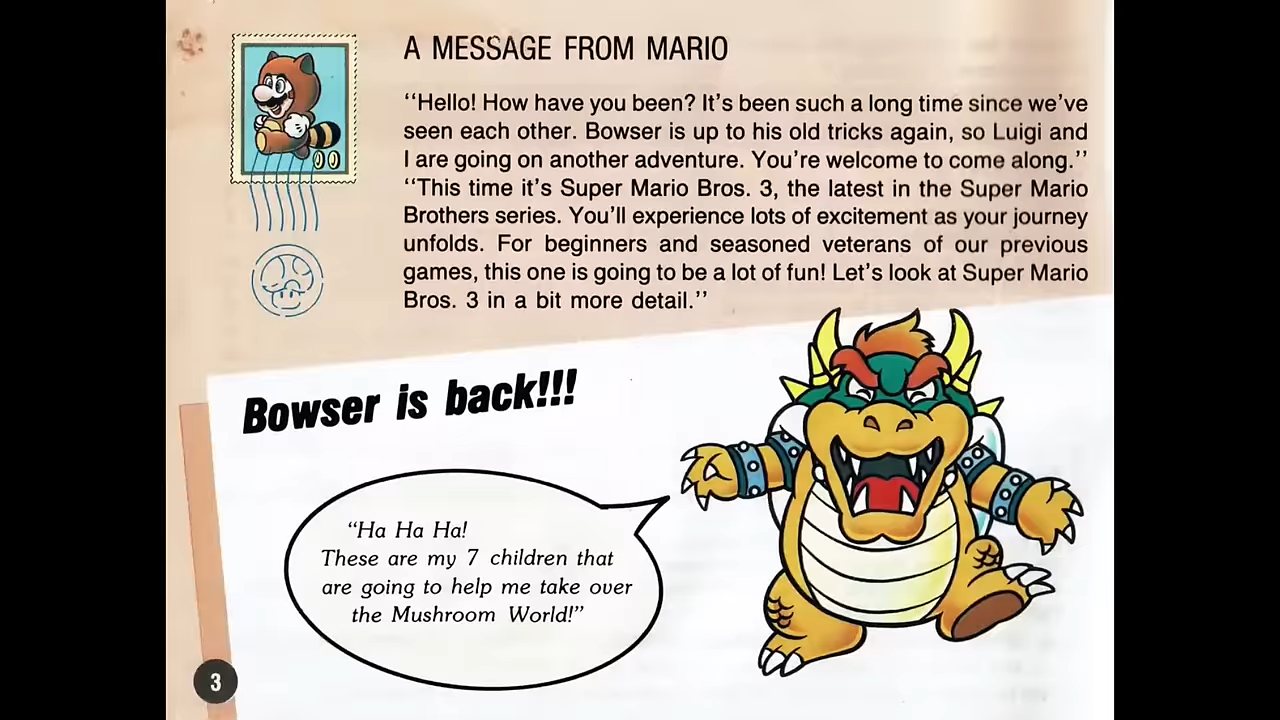 A MESSAGE FROM MARIO
‘‘Hello! How have you been? It’s been such a long time since we’ve
seen each other. Bowser is up to his old tricks again, so Luigi and
I are going on another adventure. You’re welcome to come along.’’
‘‘This time it’s Super Mario Bros. 3, the latest in the Super Mario
Brothers series. You’ll experience lots of excitement as your journey
unfolds. For beginners and seasoned veterans of our previous
games, this one is going to be a lot of fun! Let’s look at Super Mario
Bros. 3 in a bit more detail.’’
Bowser is back!!!
“Ha Ha Ha!
These are my 7 children that
are going to help me take over
the Mushroom World!”
3